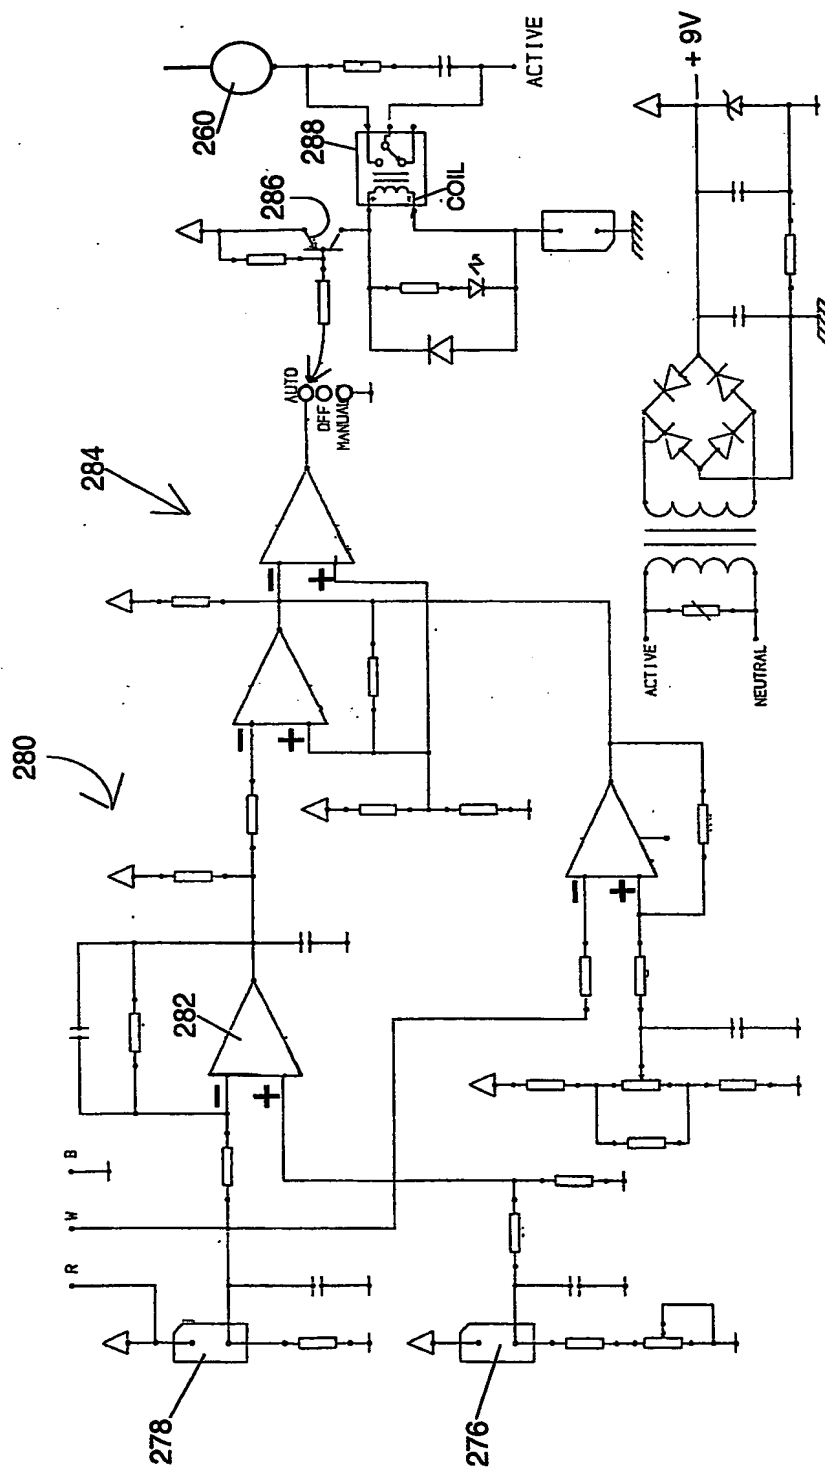 260
288
ACTIVE
+ 9V
286
COIL
AUTO
OFF
MANUAL
284
- +
- +
280
ACTIVE
NEUTRAL
282
- +
- +
R W B
278
276
+ -